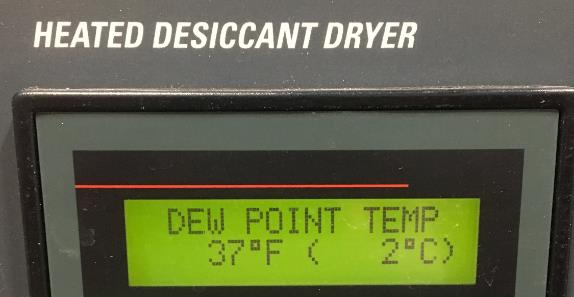 HEATED DESICCANT DRYER
DEW POINT TEMP
37°F ( 2°C)